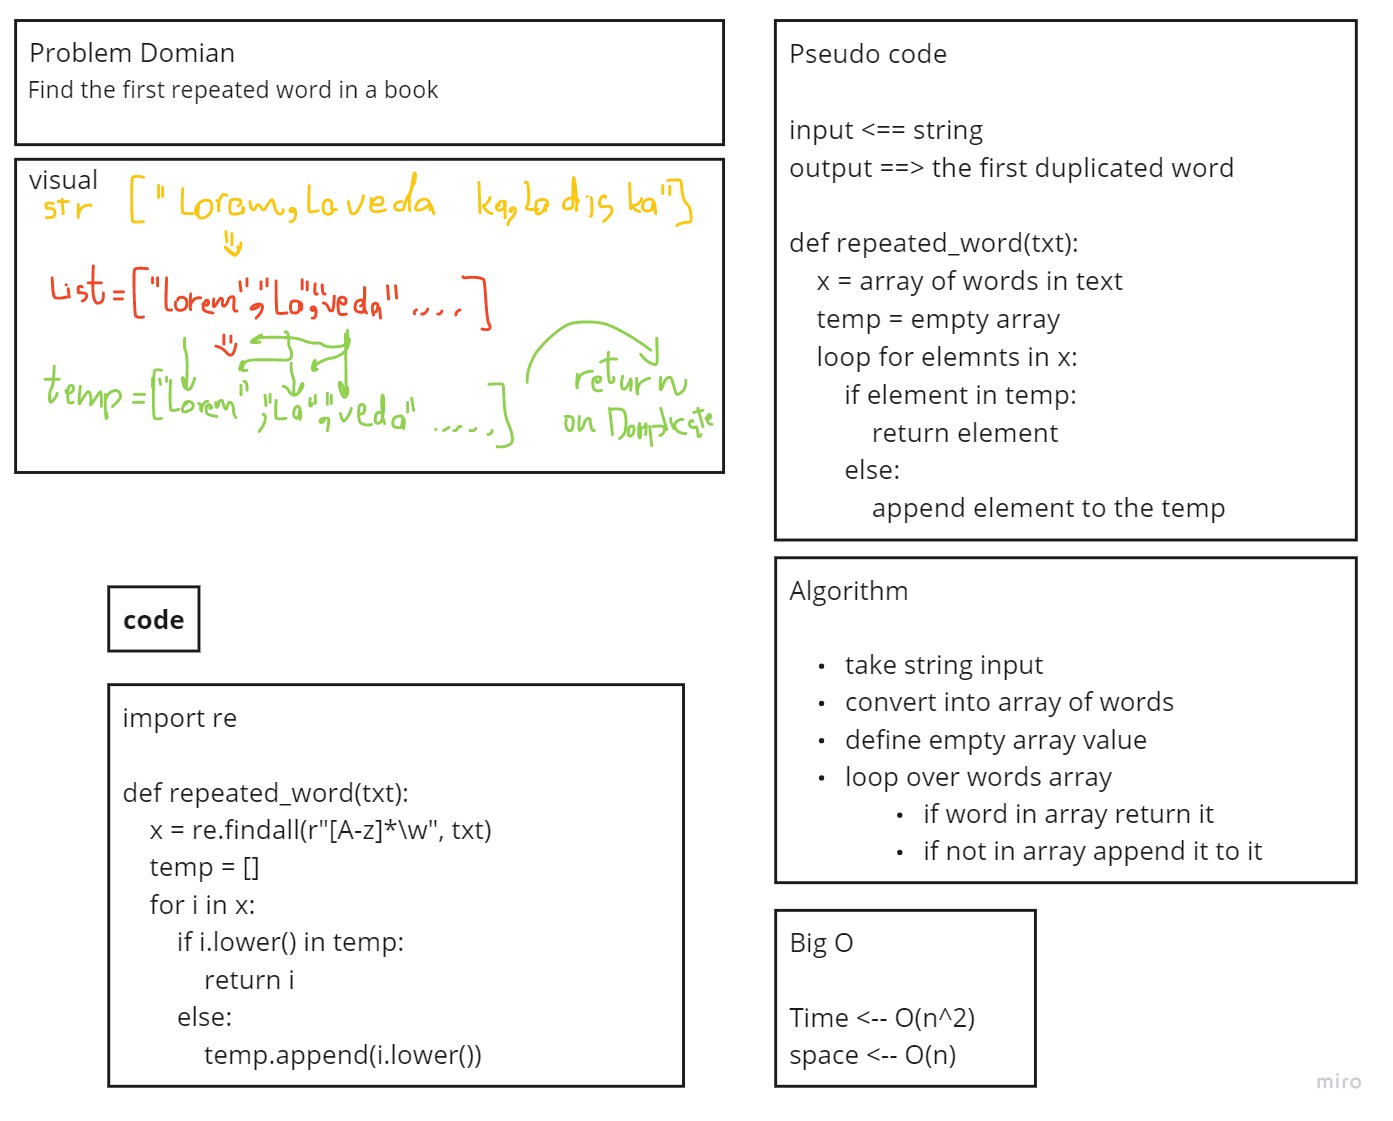 Problem Domian
Find the first repeated word in a book
visual
str ["Lorem, La veda ka, La dis ka"]
List = ["Lorem", "La", "veda" .....]
temp = ["Lorem", "La", "veda" ......]
return
on
Pseudo code
input <== string
output ==> the first duplicated word
def repeated_word(txt):
x = array of words in text
temp = empty array
loop for elemnts in x:
if element in temp:
return element
else:
append element to the temp
code
import re
def repeated_word(txt):
x = re.findall(r"[A-z]*\w", txt)
temp = []
for i in x:
if i.lower() in temp:
return i
else:
temp.append(i.lower())
Algorithm
• take string input
• convert into array of words
• define empty array value
• loop over words array
• if word in array return it
• if not in array append it to it
Big O
Time <-- O(n^2)
space <-- O(n)
miro